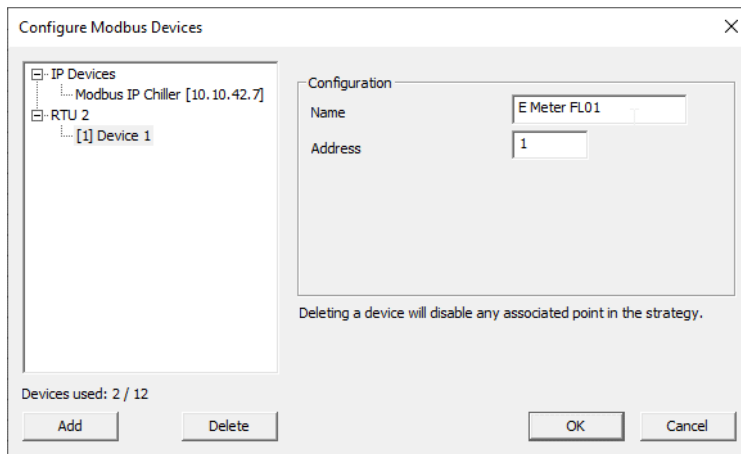 Configure Modbus Devices
IP Devices
Modbus IP Chiller [10.10.42.7]
RTU 2
[1] Device 1
Configuration
Name
E Meter FL01
Address
1
Deleting a device will disable any associated point in the strategy.
Devices used: 2 / 12
Add
Delete
OK
Cancel